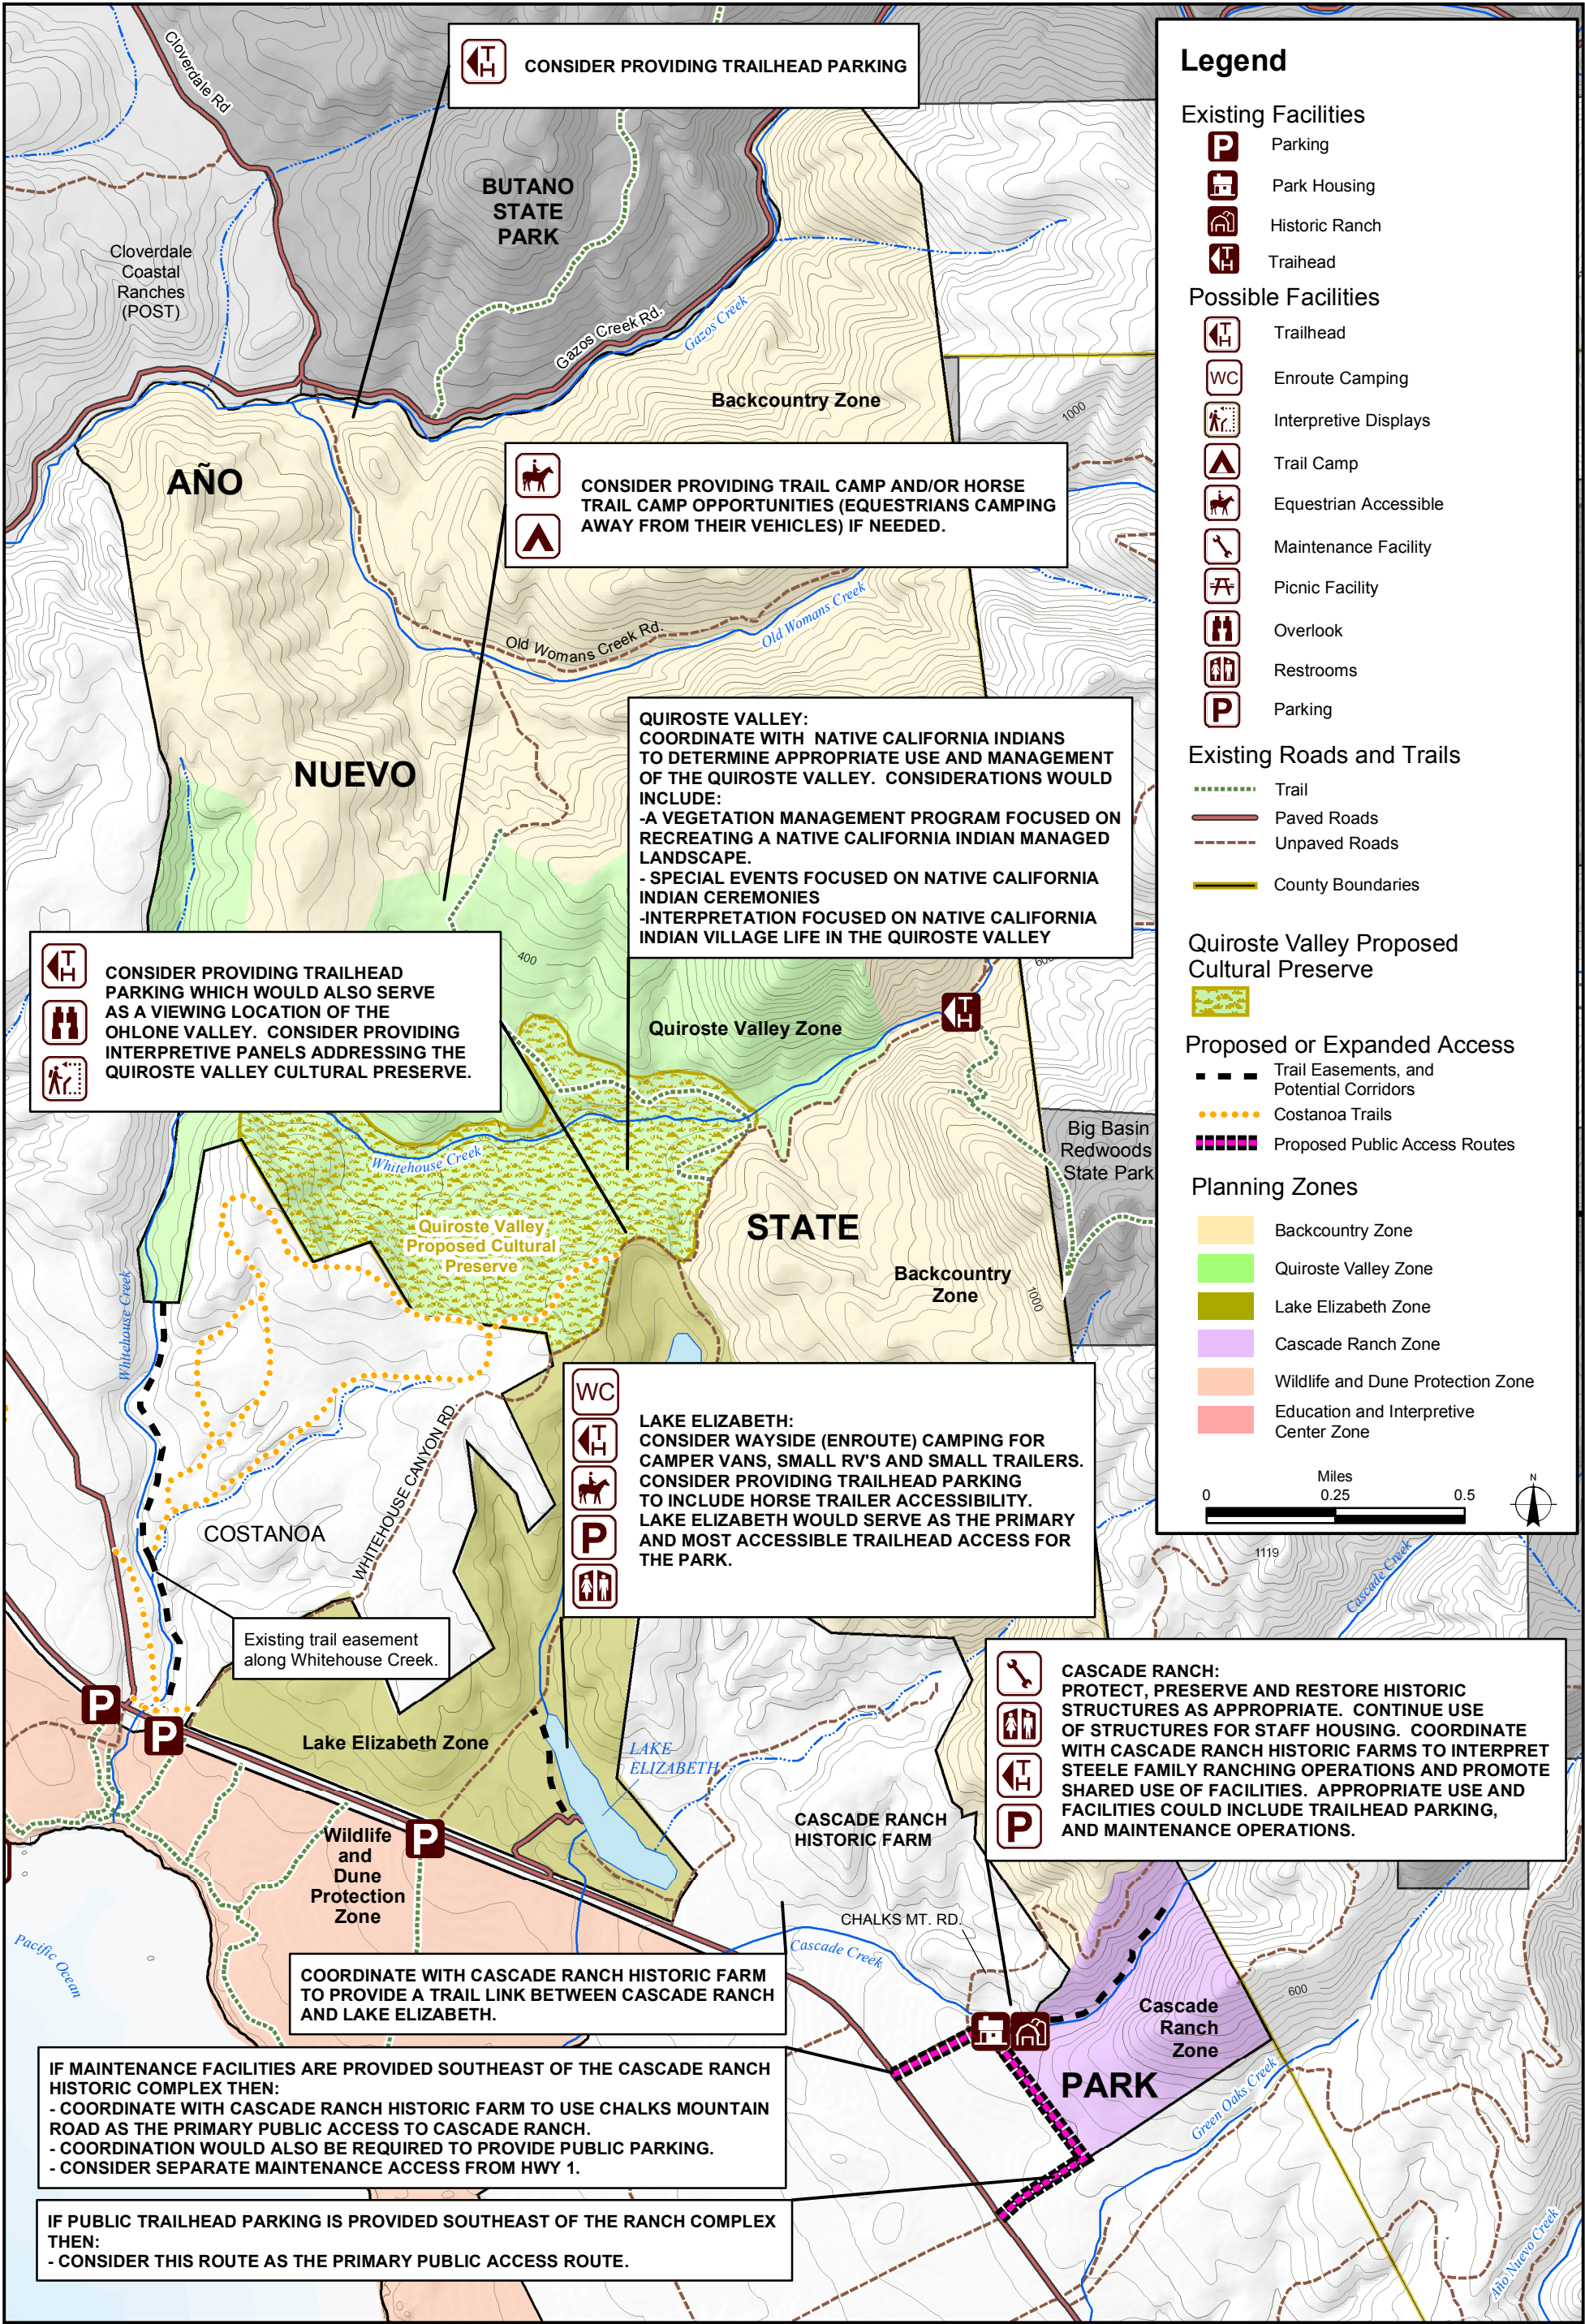 CONSIDER PROVIDING TRAILHEAD PARKING
Cloverdale Rd
BUTANO
STATE
PARK
Cloverdale
Coastal
Ranches
(POST)
Gazos Creek Rd.
Gazos Creek
Backcountry Zone
1000
AÑO
CONSIDER PROVIDING TRAIL CAMP AND/OR HORSE
TRAIL CAMP OPPORTUNITIES (EQUESTRIANS CAMPING
AWAY FROM THEIR VEHICLES) IF NEEDED.
Old Womans Creek Rd.
Old Womans Creek
NUEVO
QUIROSTE VALLEY:
COORDINATE WITH NATIVE CALIFORNIA INDIANS
TO DETERMINE APPROPRIATE USE AND MANAGEMENT
OF THE QUIROSTE VALLEY. CONSIDERATIONS WOULD
INCLUDE:
-A VEGETATION MANAGEMENT PROGRAM FOCUSED ON
RECREATING A NATIVE CALIFORNIA INDIAN MANAGED
LANDSCAPE.
- SPECIAL EVENTS FOCUSED ON NATIVE CALIFORNIA
INDIAN CEREMONIES
-INTERPRETATION FOCUSED ON NATIVE CALIFORNIA
INDIAN VILLAGE LIFE IN THE QUIROSTE VALLEY
400
600
CONSIDER PROVIDING TRAILHEAD
PARKING WHICH WOULD ALSO SERVE
AS A VIEWING LOCATION OF THE
OHLONE VALLEY. CONSIDER PROVIDING
INTERPRETIVE PANELS ADDRESSING THE
QUIROSTE VALLEY CULTURAL PRESERVE.
Quiroste Valley Zone
TH
Big Basin
Redwoods
State Park
Whitehouse Creek
Quiroste Valley
Proposed Cultural
Preserve
STATE
Backcountry
Zone
1000
Whitehouse Creek
WC
TH
P
LAKE ELIZABETH:
CONSIDER WAYSIDE (ENROUTE) CAMPING FOR
CAMPER VANS, SMALL RV'S AND SMALL TRAILERS.
CONSIDER PROVIDING TRAILHEAD PARKING
TO INCLUDE HORSE TRAILER ACCESSIBILITY.
LAKE ELIZABETH WOULD SERVE AS THE PRIMARY
AND MOST ACCESSIBLE TRAILHEAD ACCESS FOR
THE PARK.
WHITEHOUSE CANYON RD.
COSTANOA
Existing trail easement
along Whitehouse Creek.
1119
Cascade Creek
P
P
P
Lake Elizabeth Zone
LAKE
ELIZABETH
TH
P
CASCADE RANCH:
PROTECT, PRESERVE AND RESTORE HISTORIC
STRUCTURES AS APPROPRIATE. CONTINUE USE
OF STRUCTURES FOR STAFF HOUSING. COORDINATE
WITH CASCADE RANCH HISTORIC FARMS TO INTERPRET
STEELE FAMILY RANCHING OPERATIONS AND PROMOTE
SHARED USE OF FACILITIES. APPROPRIATE USE AND
FACILITIES COULD INCLUDE TRAILHEAD PARKING,
AND MAINTENANCE OPERATIONS.
CASCADE RANCH
HISTORIC FARM
Wildlife
and
Dune
Protection
Zone
CHALKS MT. RD.
Pacific Ocean
Cascade Creek
COORDINATE WITH CASCADE RANCH HISTORIC FARM
TO PROVIDE A TRAIL LINK BETWEEN CASCADE RANCH
AND LAKE ELIZABETH.
600
Cascade
Ranch
Zone
IF MAINTENANCE FACILITIES ARE PROVIDED SOUTHEAST OF THE CASCADE RANCH
HISTORIC COMPLEX THEN:
- COORDINATE WITH CASCADE RANCH HISTORIC FARM TO USE CHALKS MOUNTAIN
ROAD AS THE PRIMARY PUBLIC ACCESS TO CASCADE RANCH.
- COORDINATION WOULD ALSO BE REQUIRED TO PROVIDE PUBLIC PARKING.
- CONSIDER SEPARATE MAINTENANCE ACCESS FROM HWY 1.
PARK
Green Oaks Creek
IF PUBLIC TRAILHEAD PARKING IS PROVIDED SOUTHEAST OF THE RANCH COMPLEX
THEN:
- CONSIDER THIS ROUTE AS THE PRIMARY PUBLIC ACCESS ROUTE.
Año Nuevo Creek
Legend
Existing Facilities
P Parking
Park Housing
Historic Ranch
TH Traihead
Possible Facilities
TH Trailhead
WC Enroute Camping
Interpretive Displays
Trail Camp
Equestrian Accessible
Maintenance Facility
Picnic Facility
Overlook
Restrooms
P Parking
Existing Roads and Trails
Trail
Paved Roads
Unpaved Roads
County Boundaries
Quiroste Valley Proposed
Cultural Preserve
Proposed or Expanded Access
Trail Easements, and
Potential Corridors
Costanoa Trails
Proposed Public Access Routes
Planning Zones
Backcountry Zone
Quiroste Valley Zone
Lake Elizabeth Zone
Cascade Ranch Zone
Wildlife and Dune Protection Zone
Education and Interpretive
Center Zone
Miles
0 0.25 0.5
N